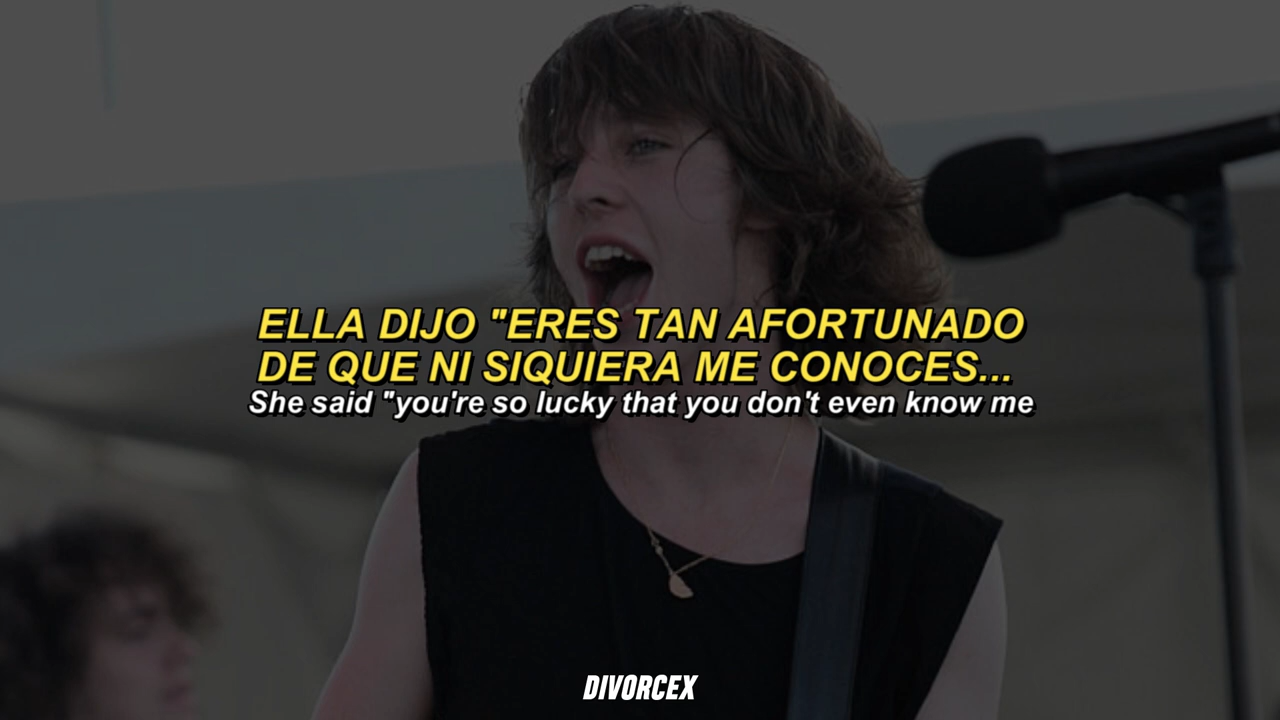 ELLA DIJO "ERES TAN AFORTUNADO
DE QUE NI SIQUIERA ME CONOCES...
She said "you're so lucky that you don't even know me
DIVORCEX